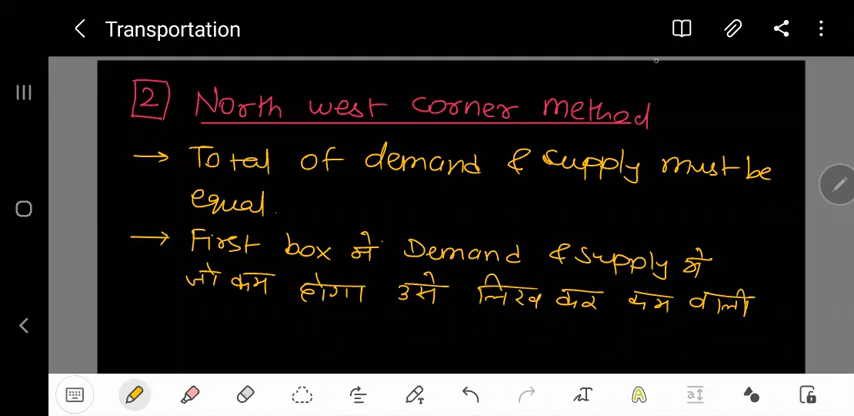 Transportation
2 North west corner method
→ Total of demand & supply must be
equal.
→ First box में Demand & supply में
जो कम होगा उसे लिख कर कम वाली